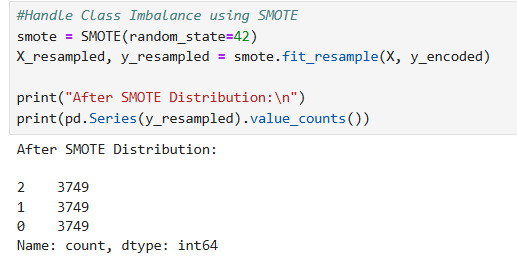 #Handle Class Imbalance using SMOTE
smote = SMOTE(random_state=42)
X_resampled, y_resampled = smote.fit_resample(X, y_encoded)
print("After SMOTE Distribution:\n")
print(pd.Series(y_resampled).value_counts())
After SMOTE Distribution:
2    3749
1    3749
0    3749
Name: count, dtype: int64